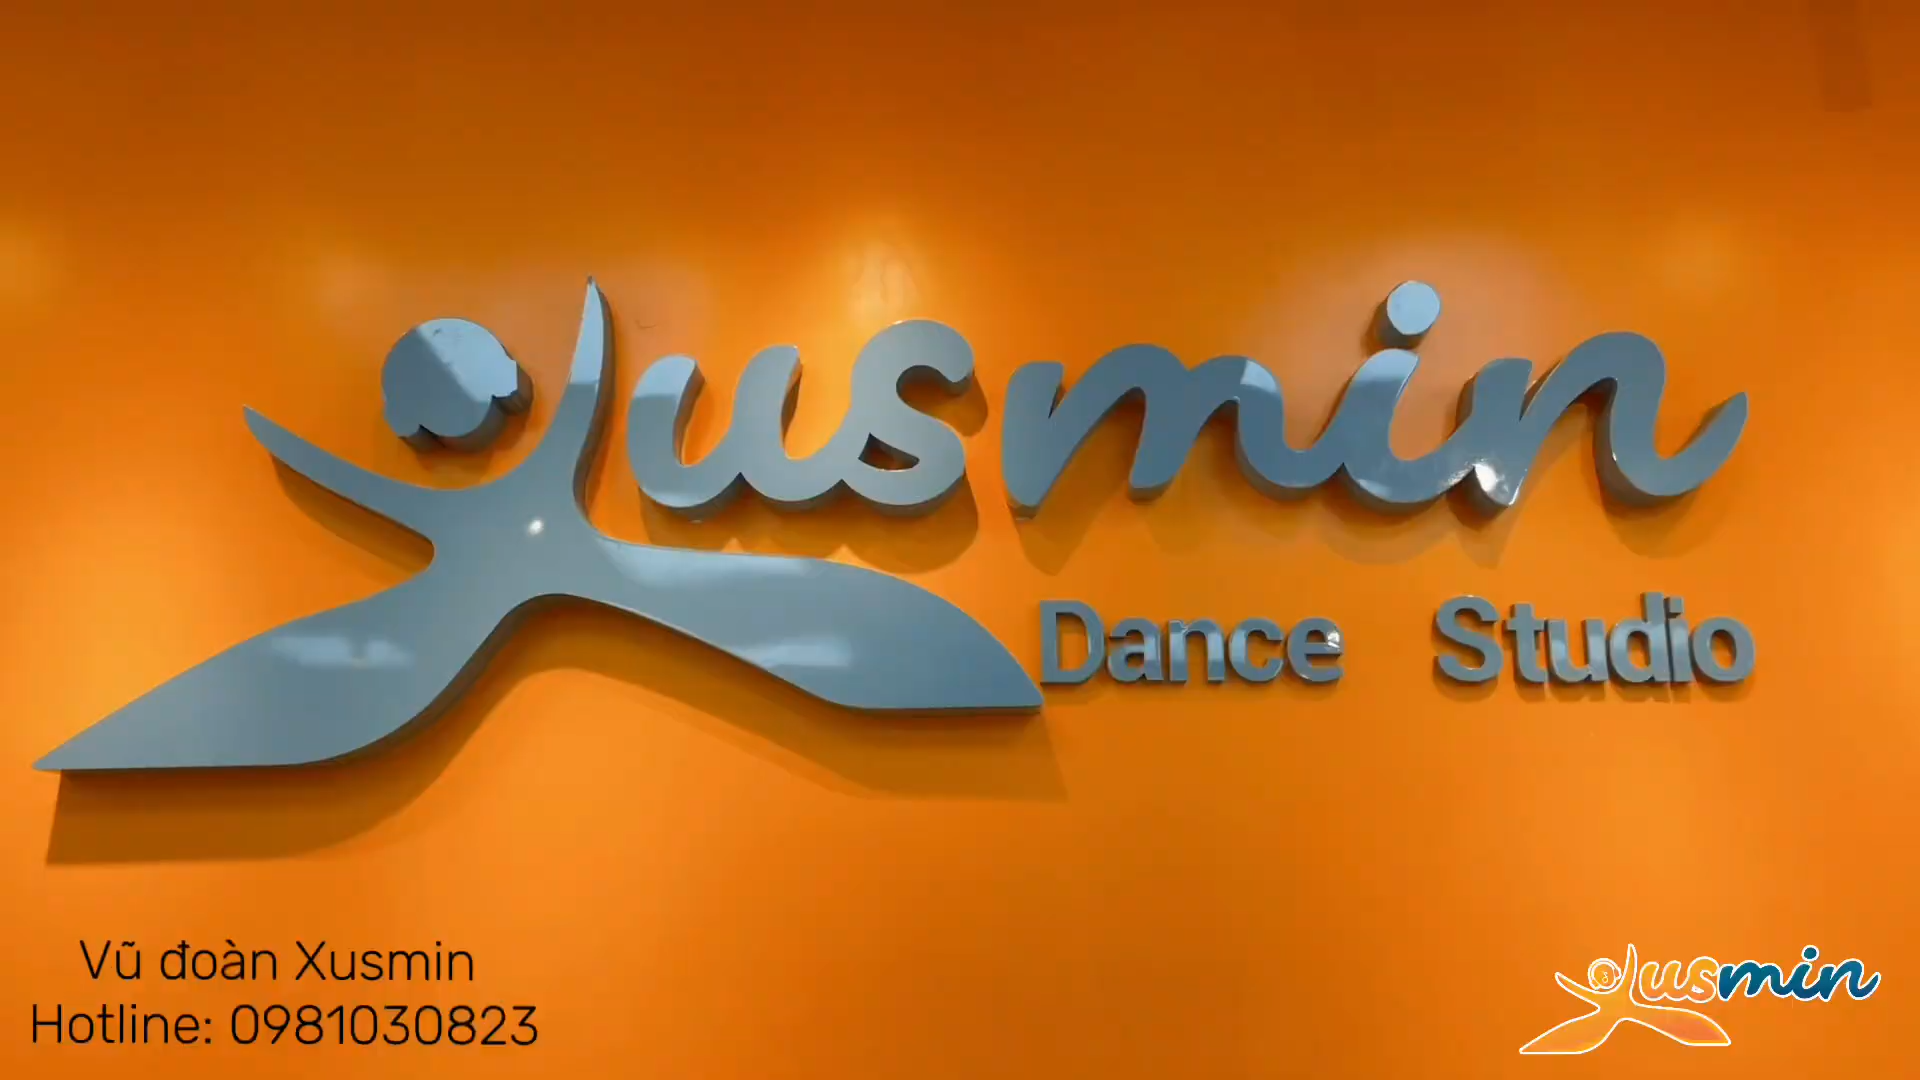 Xusmin
Dance Studio
Vũ đoàn Xusmin
Hotline: 0981030823
Xusmin